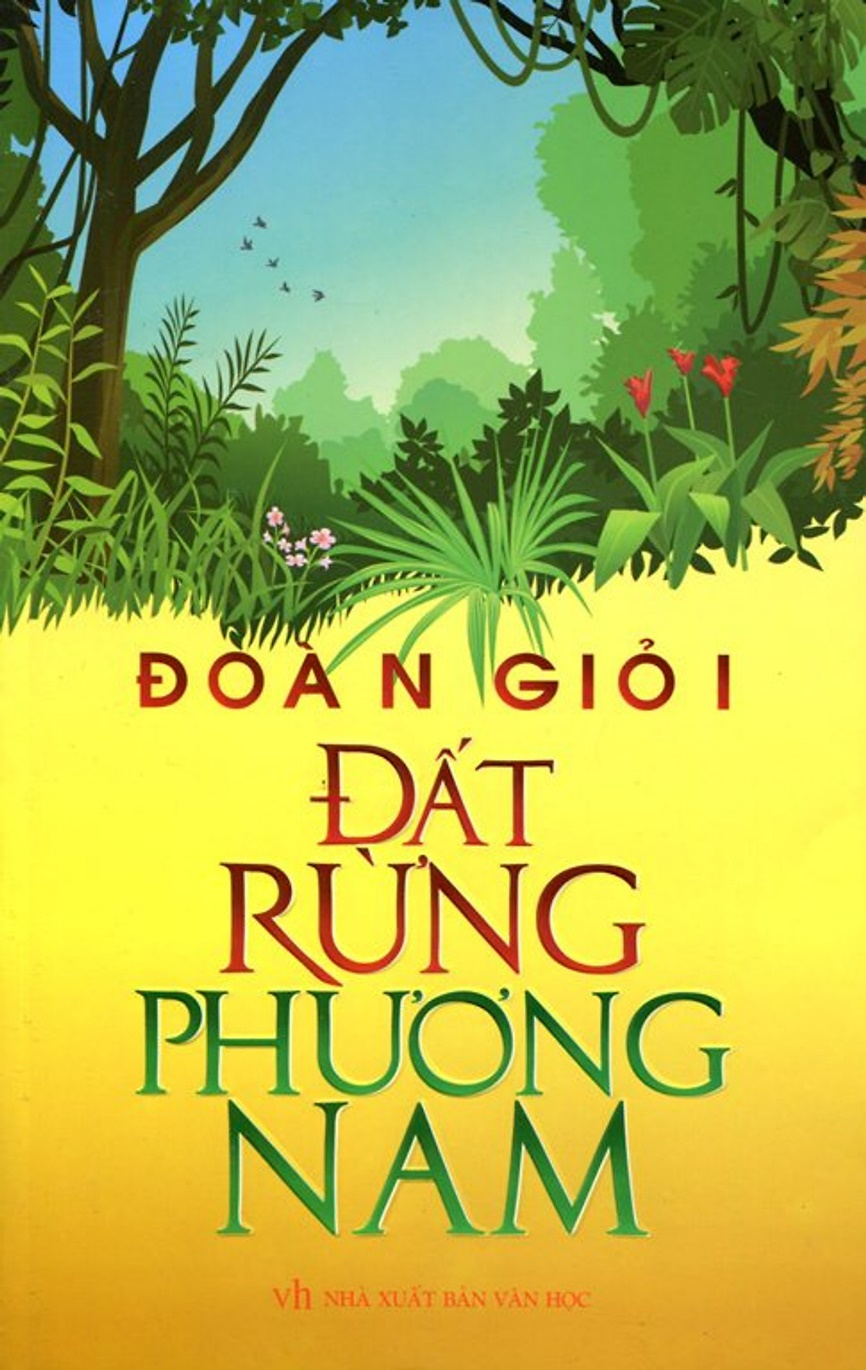 ĐOÀN GIỎI
ĐẤT
RỪNG
PHƯƠNG
NAM
vh NHÀ XUẤT BẢN VĂN HỌC